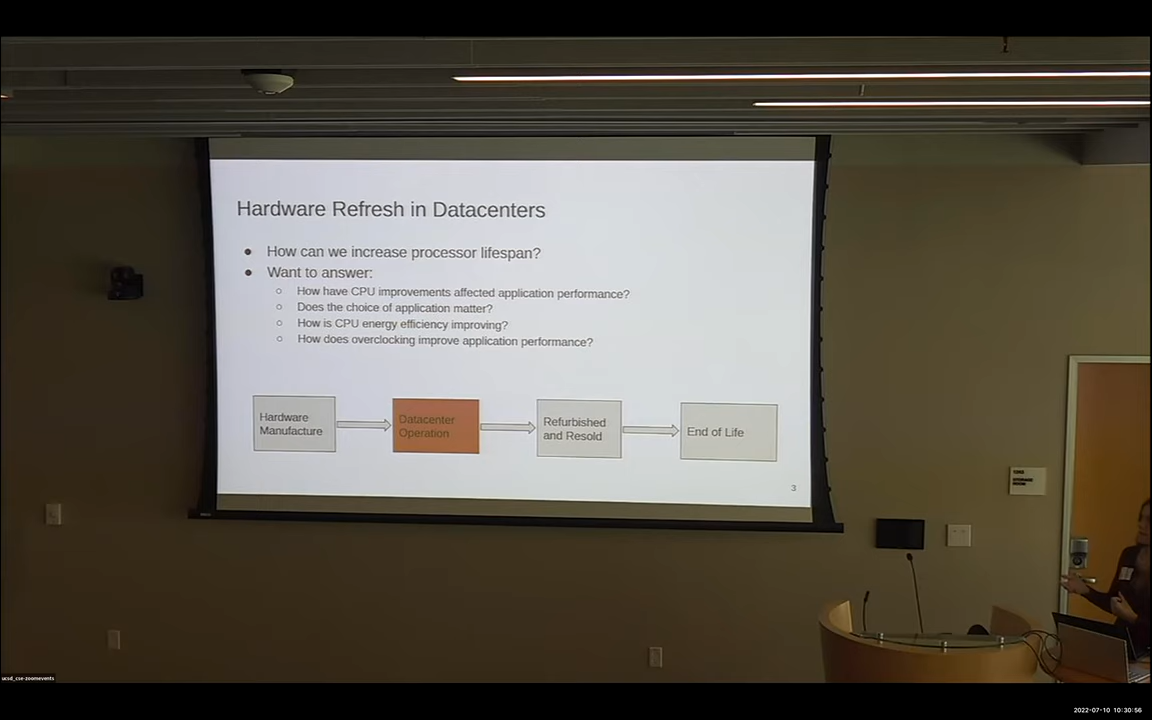 Hardware Refresh in Datacenters
● How can we increase processor lifespan?
● Want to answer:
○ How have CPU improvements affected application performance?
○ Does the choice of application matter?
○ How is CPU energy efficiency improving?
○ How does overclocking improve application performance?
Hardware
Manufacture
Datacenter
Operation
Refurbished
and Resold
End of Life
3
ucsd_cse-zoomevents
2022-07-10 10:30:56